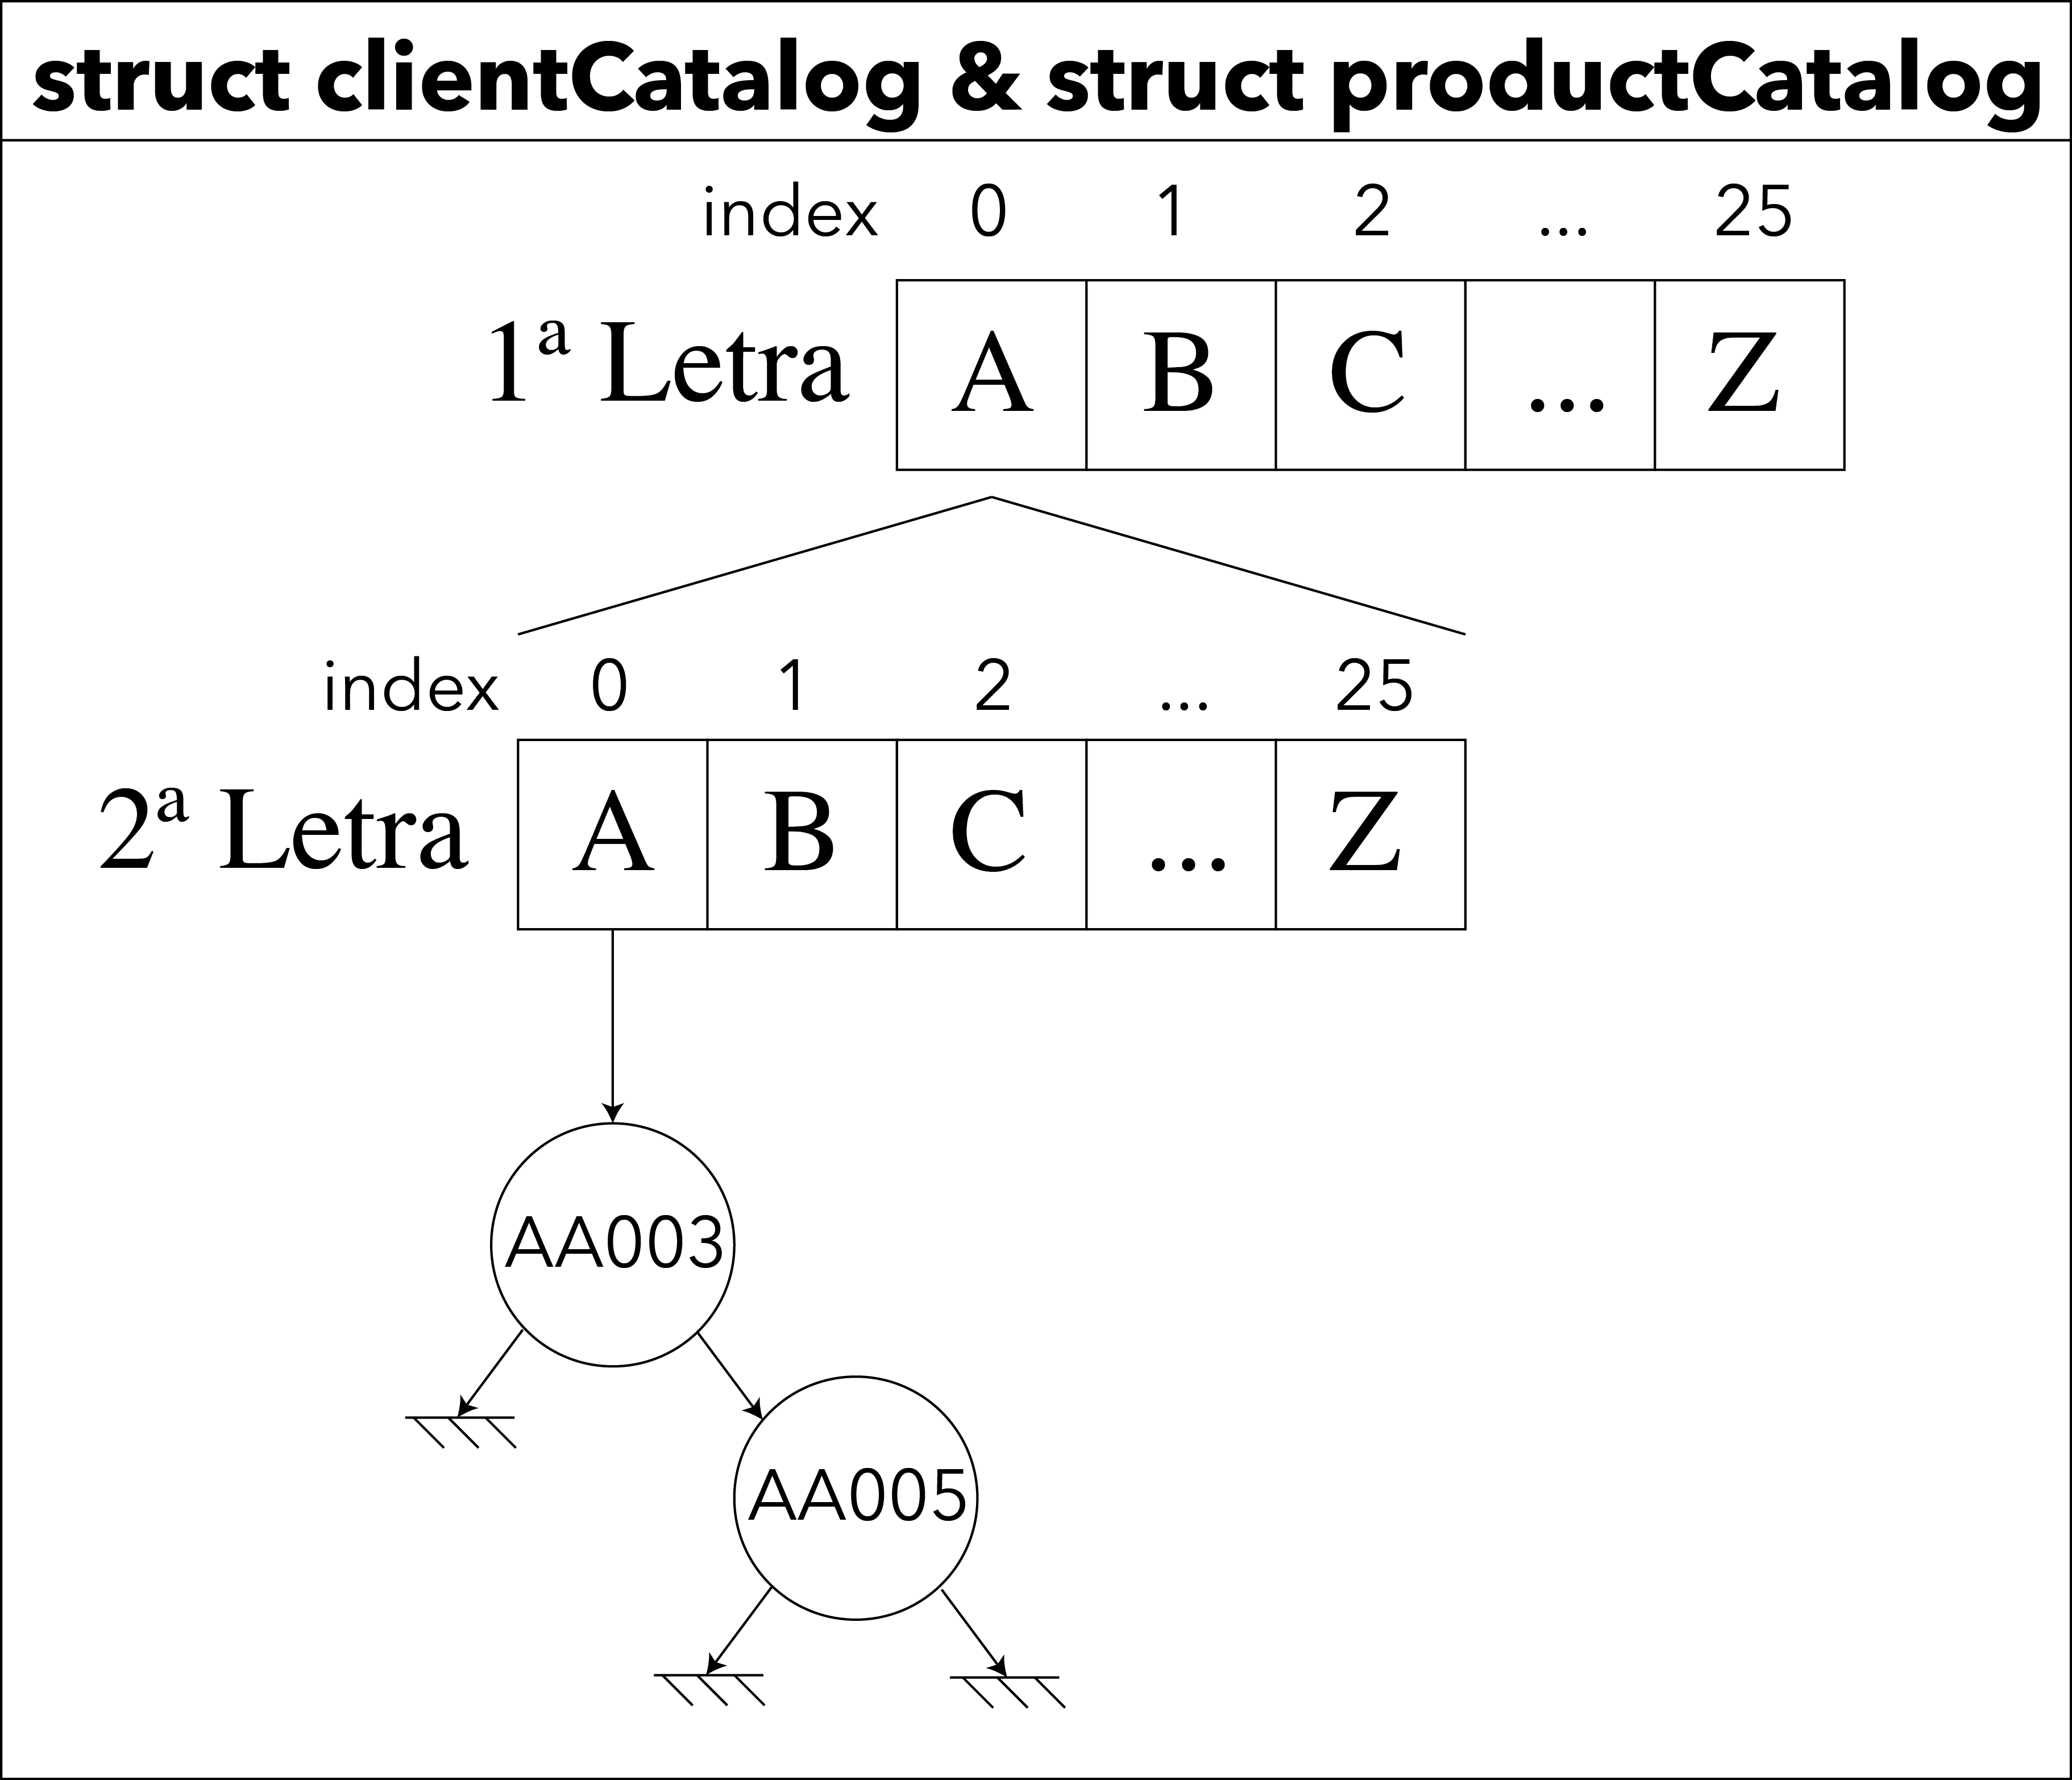 struct clientCatalog & struct productCatalog
index 0 1 2 ... 25
1ª Letra A B C ... Z
index 0 1 2 ... 25
2ª Letra A B C ... Z
AA003
AA005